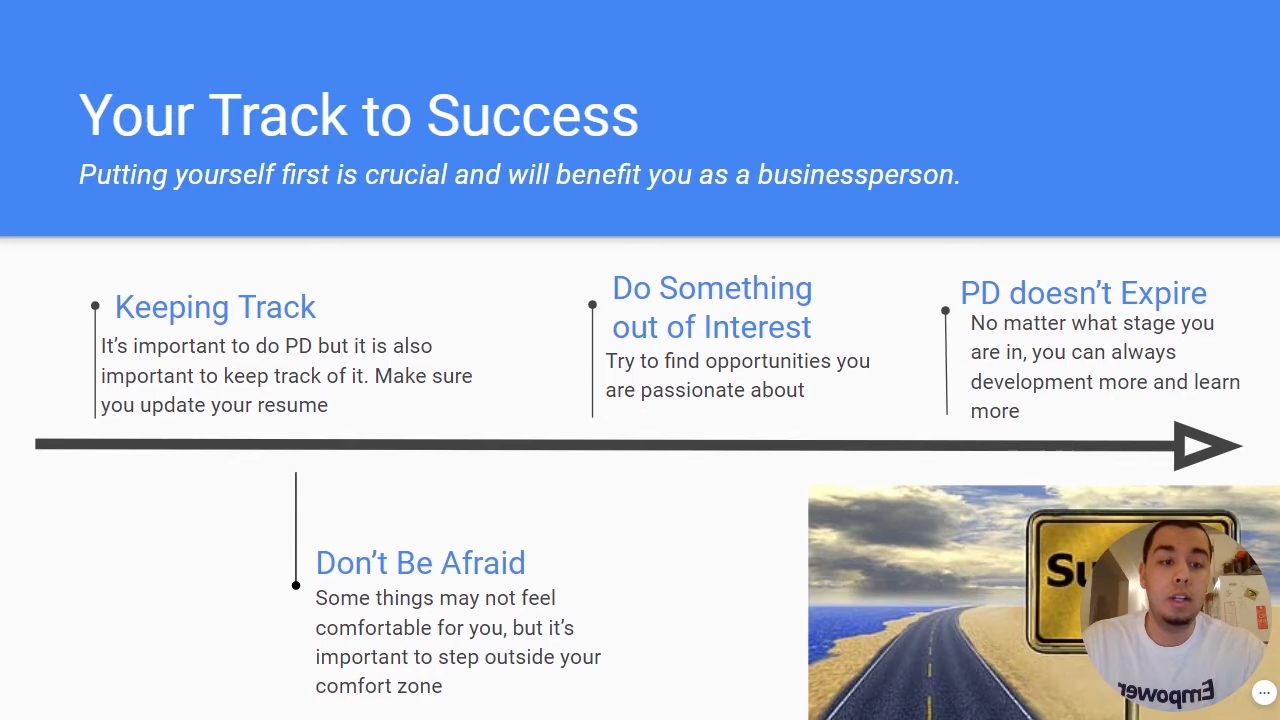 Your Track to Success
Putting yourself first is crucial and will benefit you as a businessperson.
Keeping Track
It’s important to do PD but it is also
important to keep track of it. Make sure
you update your resume
Do Something
out of Interest
Try to find opportunities you
are passionate about
PD doesn’t Expire
No matter what stage you
are in, you can always
development more and learn
more
Don’t Be Afraid
Some things may not feel
comfortable for you, but it’s
important to step outside your
comfort zone
Su
Empower